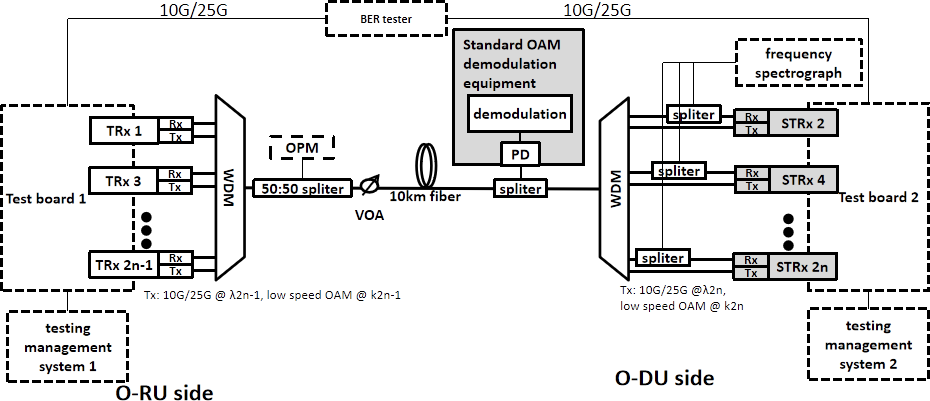 10G/25G
BER tester
10G/25G
Standard OAM
demodulation
equipment
demodulation
PD
frequency
spectrograph
Test board 1
TRx 1
Rx
Tx
TRx 3
Rx
Tx
TRx 2n-1
Rx
Tx
WDM
OPM
50:50 spliter
VOA
10km fiber
spliter
WDM
spliter
Rx
Tx
STRx 2
spliter
Rx
Tx
STRx 4
spliter
Rx
Tx
STRx 2n
Test board 2
Tx: 10G/25G @ λ2n-1, low speed OAM @ k2n-1
Tx: 10G/25G @λ2n,
low speed OAM @ k2n
testing
management
system 1
testing
management
system 2
O-RU side
O-DU side